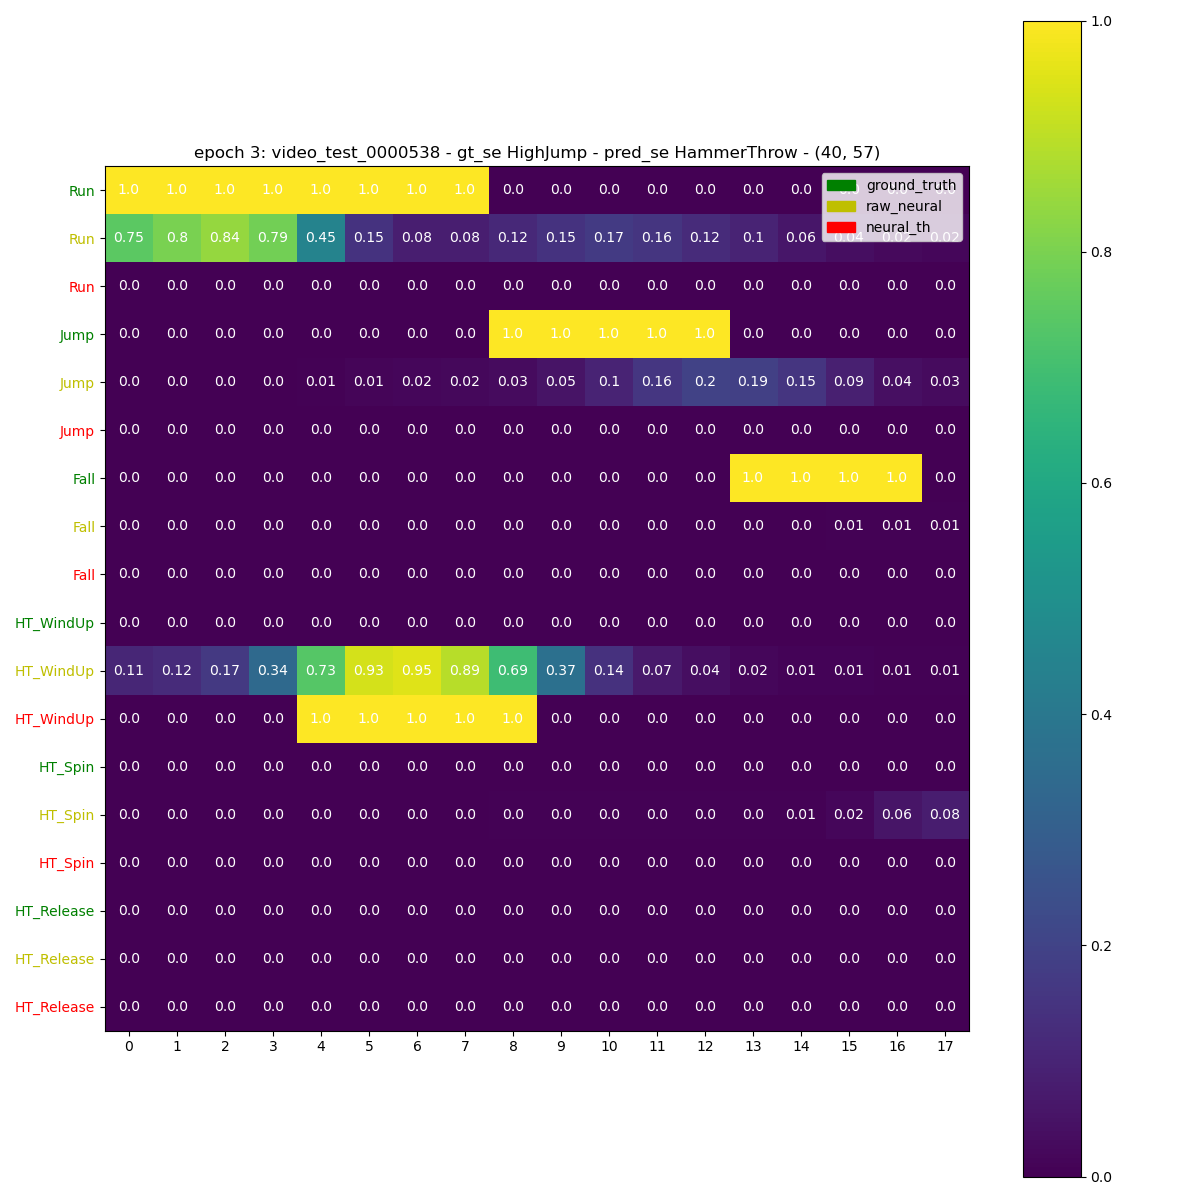 epoch 3: video_test_0000538 - gt_se HighJump - pred_se HammerThrow - (40, 57)
Run 1.0 1.0 1.0 1.0 1.0 1.0 1.0 1.0 0.0 0.0 0.0 0.0 0.0 0.0 0.0
Run 0.75 0.8 0.84 0.79 0.45 0.15 0.08 0.08 0.12 0.15 0.17 0.16 0.12 0.1 0.06 0.04 0.02 0.02
Run 0.0 0.0 0.0 0.0 0.0 0.0 0.0 0.0 0.0 0.0 0.0 0.0 0.0 0.0 0.0 0.0 0.0 0.0
Jump 0.0 0.0 0.0 0.0 0.0 0.0 0.0 0.0 1.0 1.0 1.0 1.0 1.0 0.0 0.0 0.0 0.0 0.0
Jump 0.0 0.0 0.0 0.0 0.01 0.01 0.02 0.02 0.03 0.05 0.1 0.16 0.2 0.19 0.15 0.09 0.04 0.03
Jump 0.0 0.0 0.0 0.0 0.0 0.0 0.0 0.0 0.0 0.0 0.0 0.0 0.0 0.0 0.0 0.0 0.0 0.0
Fall 0.0 0.0 0.0 0.0 0.0 0.0 0.0 0.0 0.0 0.0 0.0 0.0 0.0 1.0 1.0 1.0 1.0 0.0
Fall 0.0 0.0 0.0 0.0 0.0 0.0 0.0 0.0 0.0 0.0 0.0 0.0 0.0 0.0 0.0 0.01 0.01 0.01
Fall 0.0 0.0 0.0 0.0 0.0 0.0 0.0 0.0 0.0 0.0 0.0 0.0 0.0 0.0 0.0 0.0 0.0 0.0
HT_WindUp 0.0 0.0 0.0 0.0 0.0 0.0 0.0 0.0 0.0 0.0 0.0 0.0 0.0 0.0 0.0 0.0 0.0 0.0
HT_WindUp 0.11 0.12 0.17 0.34 0.73 0.93 0.95 0.89 0.69 0.37 0.14 0.07 0.04 0.02 0.01 0.01 0.01 0.01
HT_WindUp 0.0 0.0 0.0 0.0 1.0 1.0 1.0 1.0 1.0 0.0 0.0 0.0 0.0 0.0 0.0 0.0 0.0 0.0
HT_Spin 0.0 0.0 0.0 0.0 0.0 0.0 0.0 0.0 0.0 0.0 0.0 0.0 0.0 0.0 0.0 0.0 0.0 0.0
HT_Spin 0.0 0.0 0.0 0.0 0.0 0.0 0.0 0.0 0.0 0.0 0.0 0.0 0.0 0.0 0.01 0.02 0.06 0.08
HT_Spin 0.0 0.0 0.0 0.0 0.0 0.0 0.0 0.0 0.0 0.0 0.0 0.0 0.0 0.0 0.0 0.0 0.0 0.0
HT_Release 0.0 0.0 0.0 0.0 0.0 0.0 0.0 0.0 0.0 0.0 0.0 0.0 0.0 0.0 0.0 0.0 0.0 0.0
HT_Release 0.0 0.0 0.0 0.0 0.0 0.0 0.0 0.0 0.0 0.0 0.0 0.0 0.0 0.0 0.0 0.0 0.0 0.0
HT_Release 0.0 0.0 0.0 0.0 0.0 0.0 0.0 0.0 0.0 0.0 0.0 0.0 0.0 0.0 0.0 0.0 0.0 0.0
0 1 2 3 4 5 6 7 8 9 10 11 12 13 14 15 16 17
ground_truth
raw_neural
neural_th
1.0
0.8
0.6
0.4
0.2
0.0